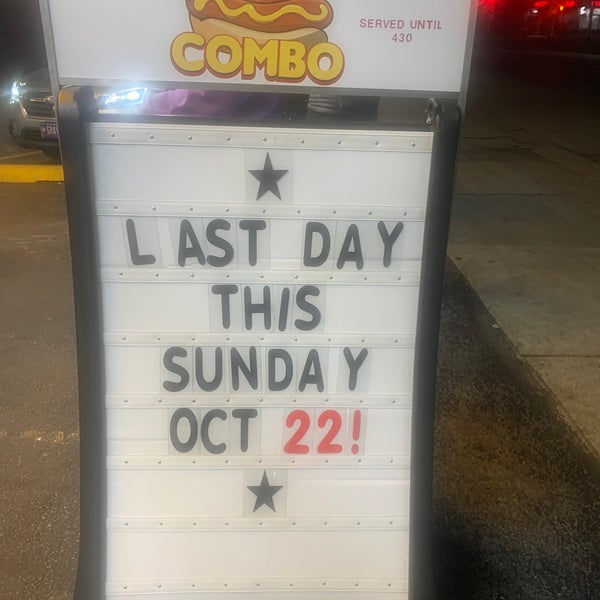 COMBO
SERVED UNTIL
430
LAST DAY
THIS
SUNDAY
OCT 22!